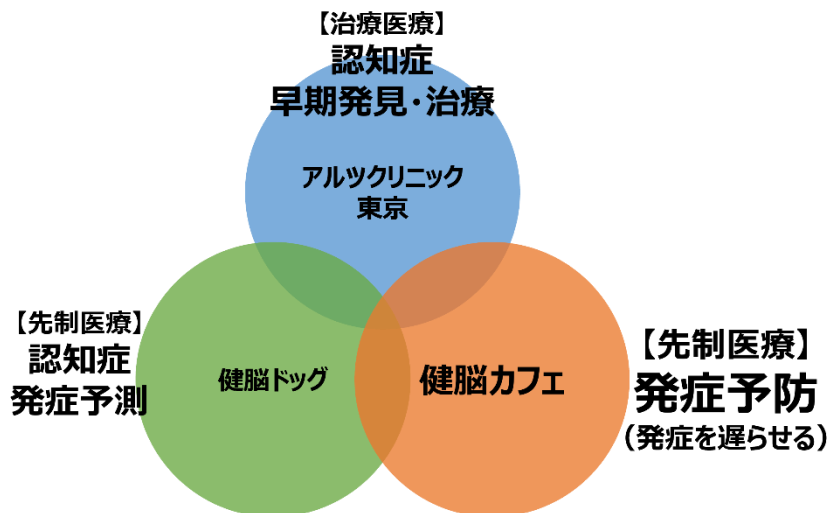 【治療医療】
認知症
早期発見・治療
アルツクリニック
東京
【先制医療】
認知症
発症予測
健脳ドッグ
健脳カフェ
【先制医療】
発症予防
（発症を遅らせる）